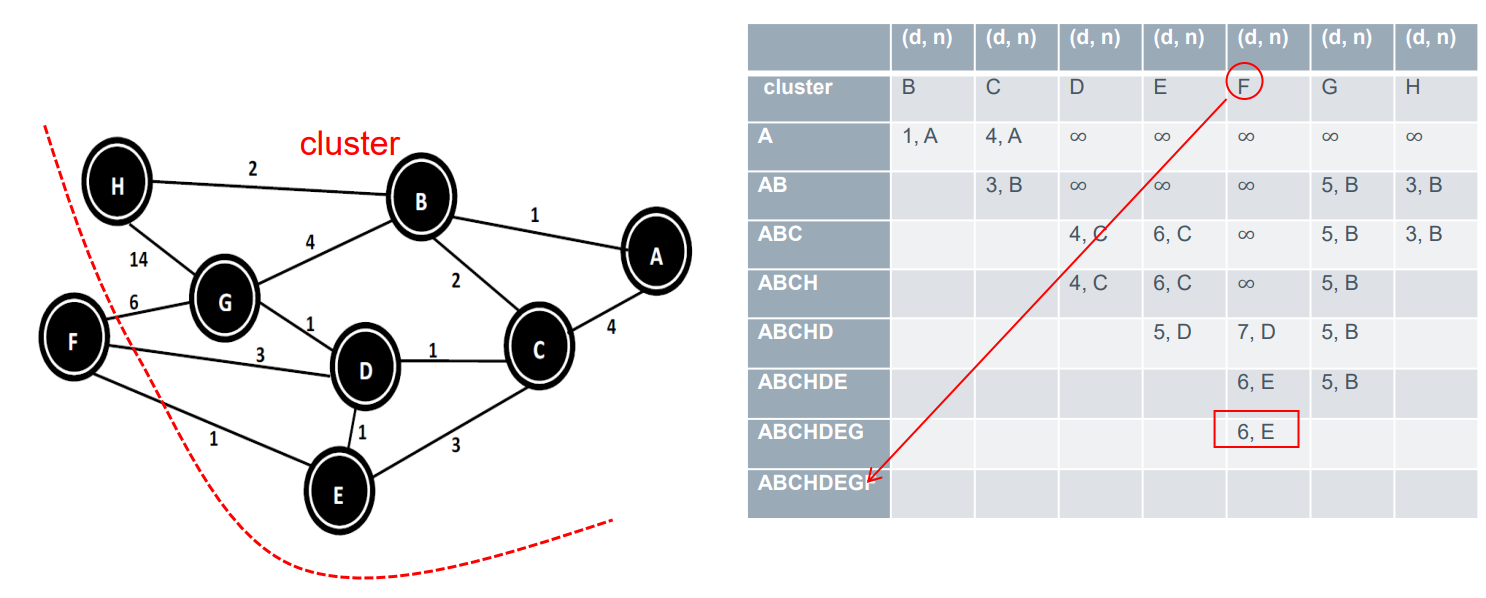 cluster
H
2
B
1
A
14
4
2
G
6
1
4
F
3
D
1
C
1
1
3
E
(d, n) (d, n) (d, n) (d, n) (d, n) (d, n) (d, n)
cluster B C D E F G H
A 1, A 4, A ∞ ∞ ∞ ∞ ∞
AB 3, B ∞ ∞ ∞ 5, B 3, B
ABC 4, C 6, C ∞ 5, B 3, B
ABCH 4, C 6, C ∞ 5, B
ABCHD 5, D 7, D 5, B
ABCHDE 6, E 5, B
ABCHDEG 6, E
ABCHDEGF